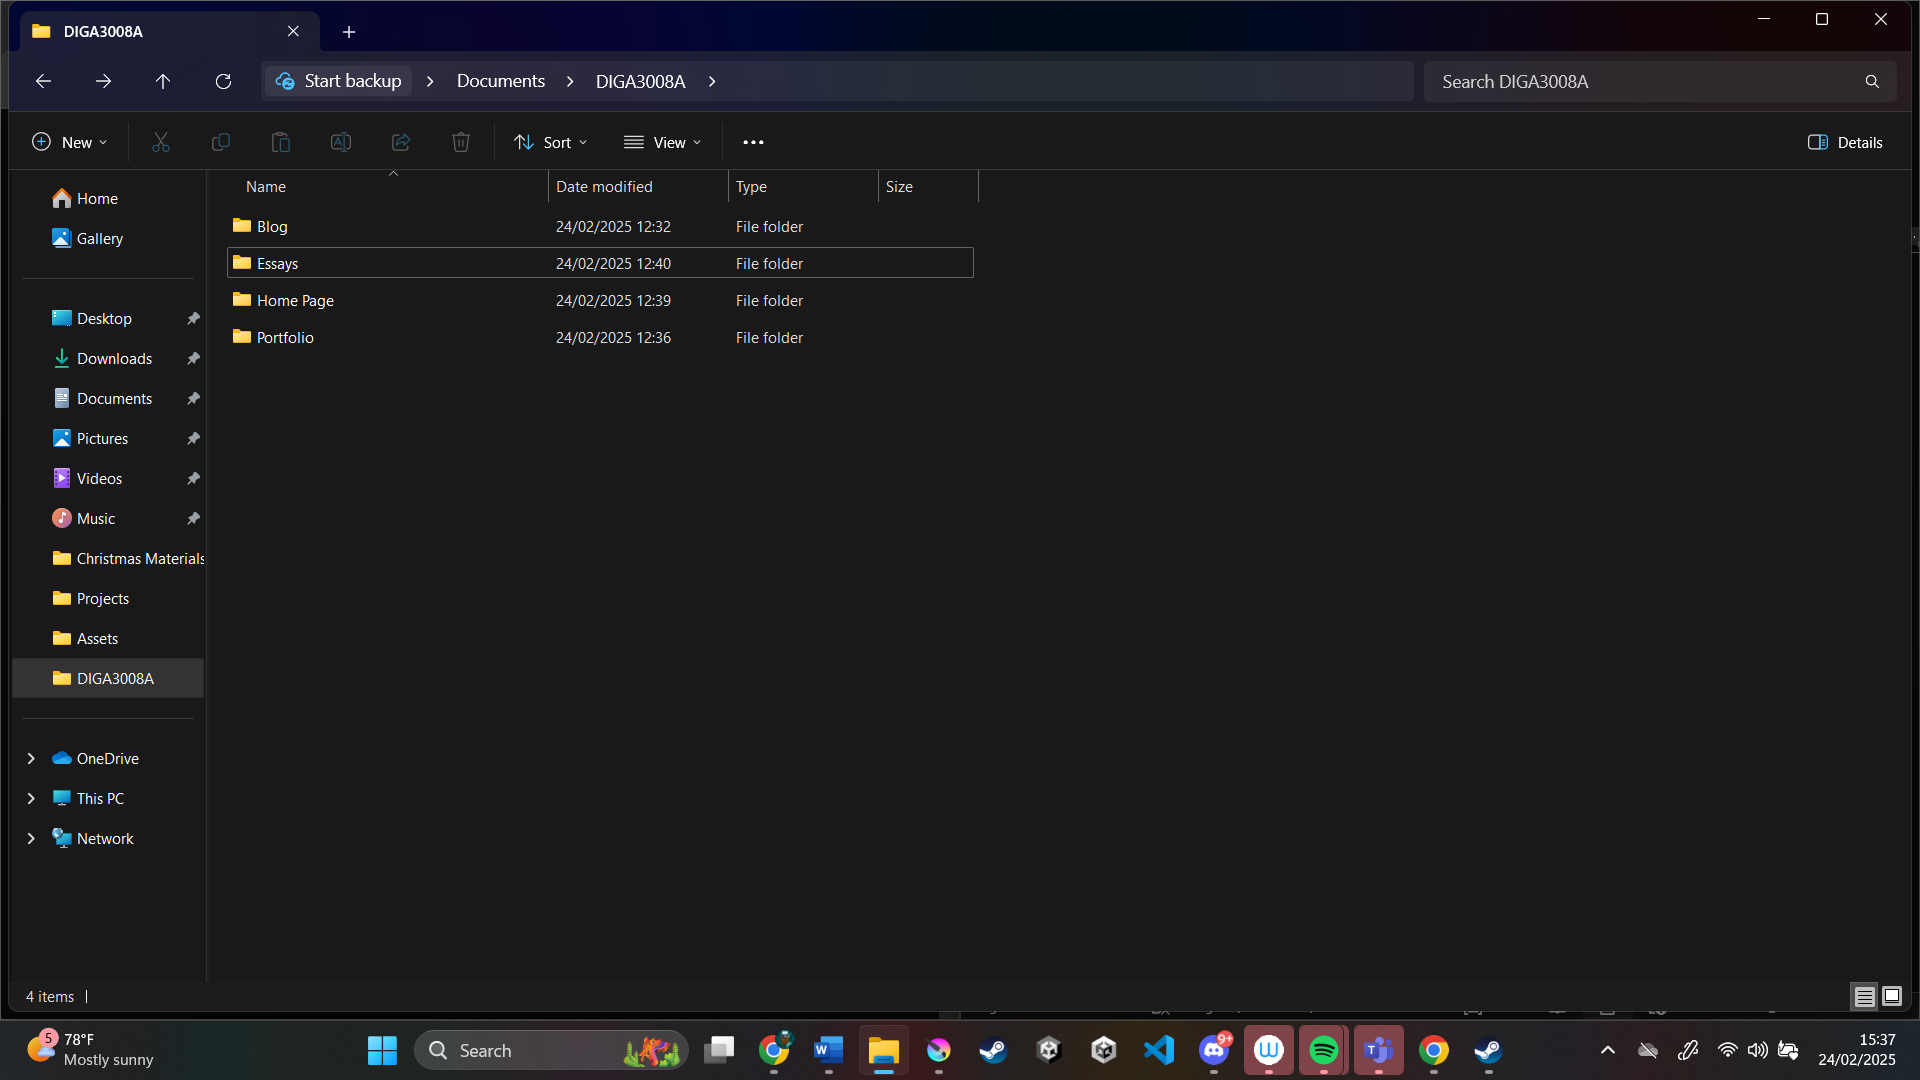 DIGA3008A
Start backup > Documents > DIGA3008A >
Search DIGA3008A
New
Sort
View
Details
Name Date modified Type Size
Blog 24/02/2025 12:32 File folder
Essays 24/02/2025 12:40 File folder
Home Page 24/02/2025 12:39 File folder
Portfolio 24/02/2025 12:36 File folder
Home
Gallery
Desktop
Downloads
Documents
Pictures
Videos
Music
Christmas Materials
Projects
Assets
DIGA3008A
OneDrive
This PC
Network
4 items
5
78°F
Mostly sunny
Search
9+
15:37
24/02/2025